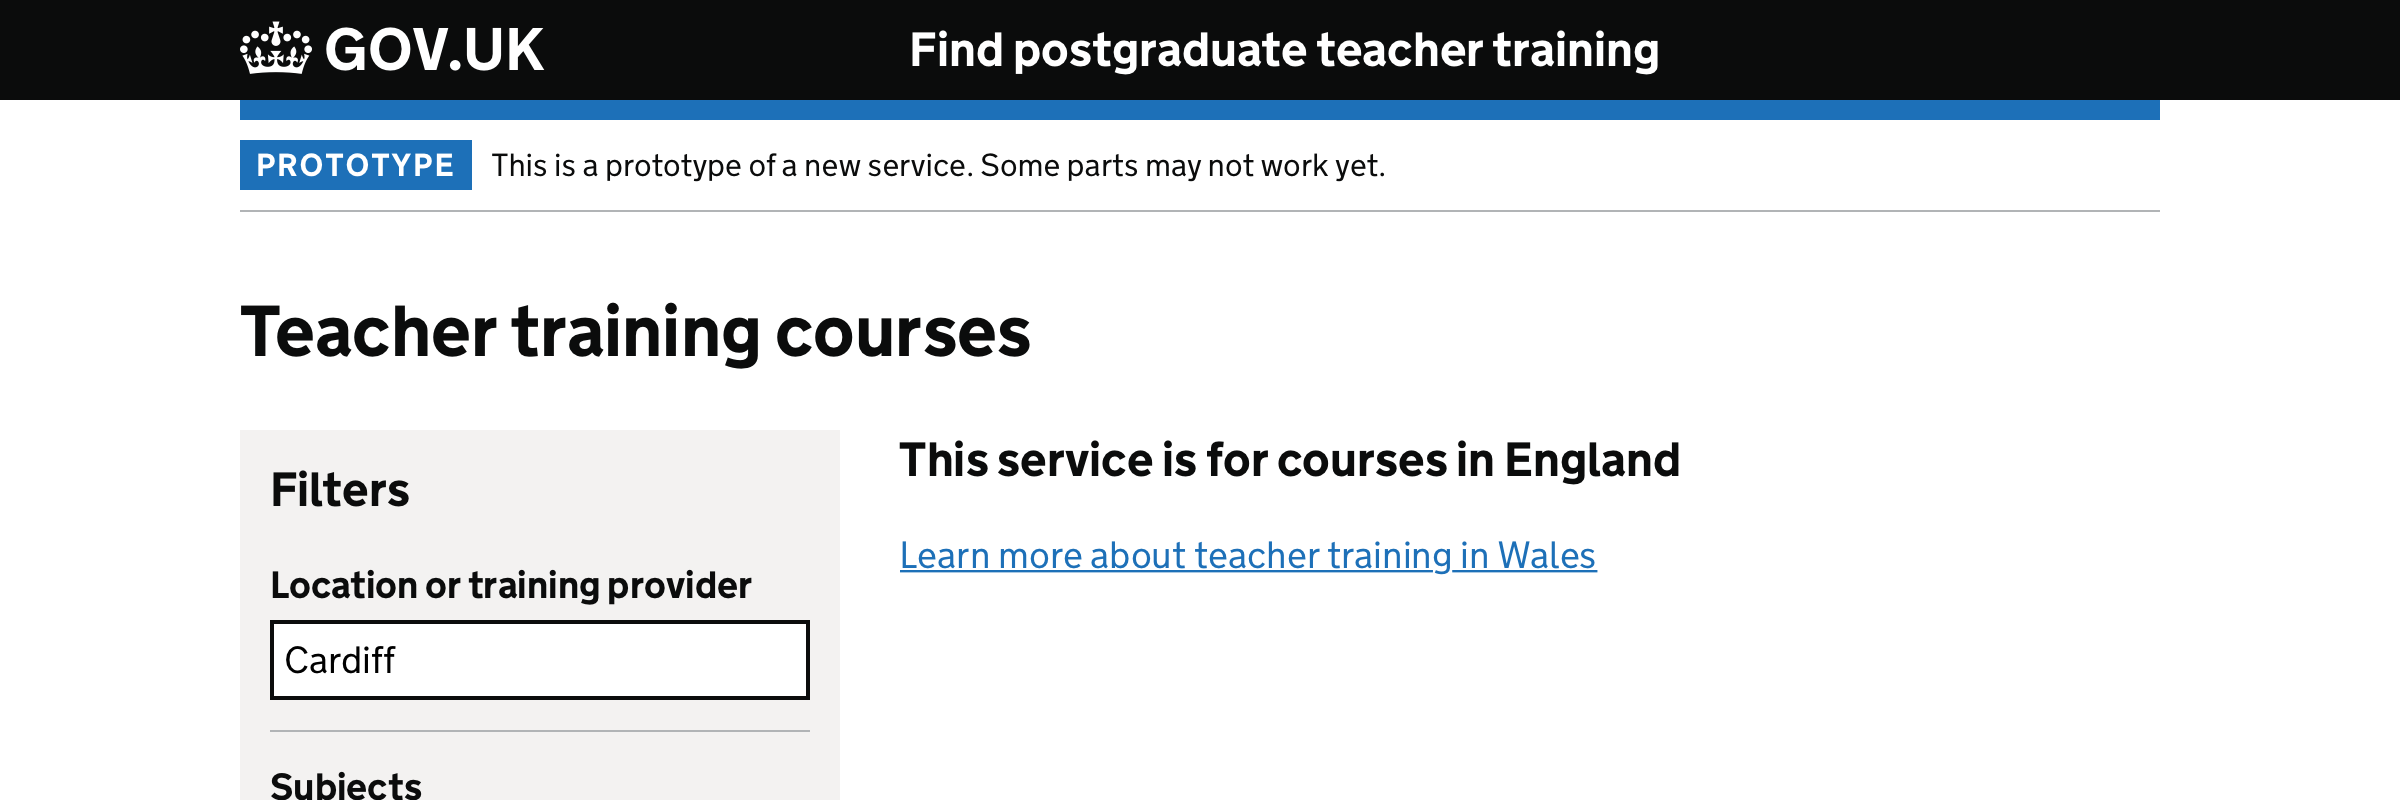 GOV.UK
Find postgraduate teacher training
PROTOTYPE This is a prototype of a new service. Some parts may not work yet.
Teacher training courses
Filters
Location or training provider
Cardiff
Subjects
This service is for courses in England
Learn more about teacher training in Wales